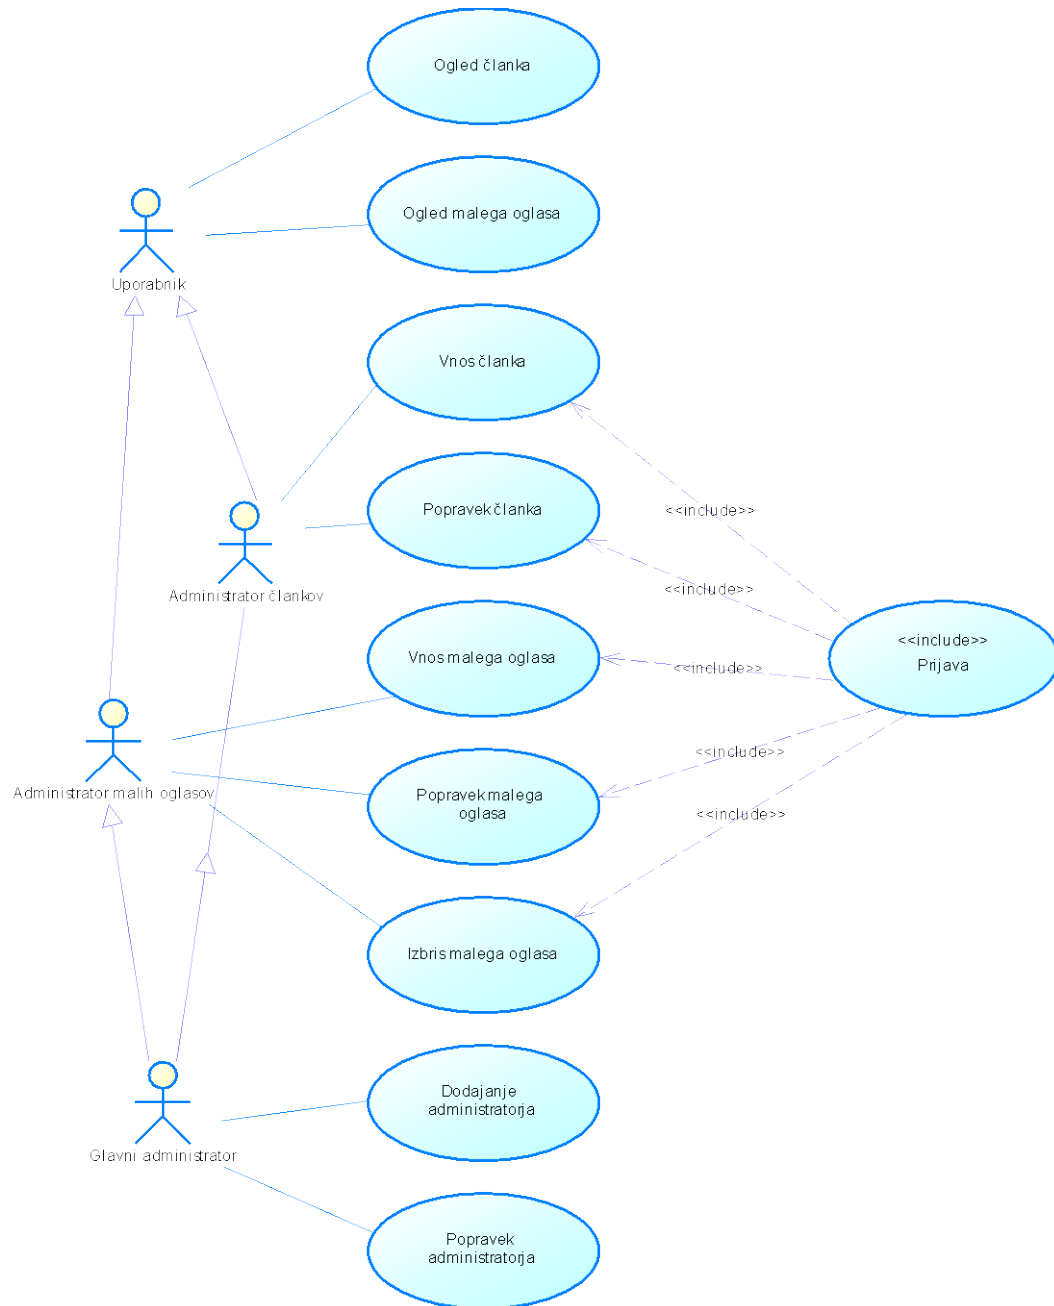 Ogled članka
Ogled malega oglasa
Uporabnik
Vnos članka
Popravek članka
<<include>>
Administrator člankov
<<include>>
Vnos malega oglasa
<<include>>
<<include>>
Prijava
Administrator malih oglasov
Popravek malega
oglasa
<<include>>
<<include>>
Izbris malega oglasa
Dodajanje
administratorja
Glavni administrator
Popravek
administratorja